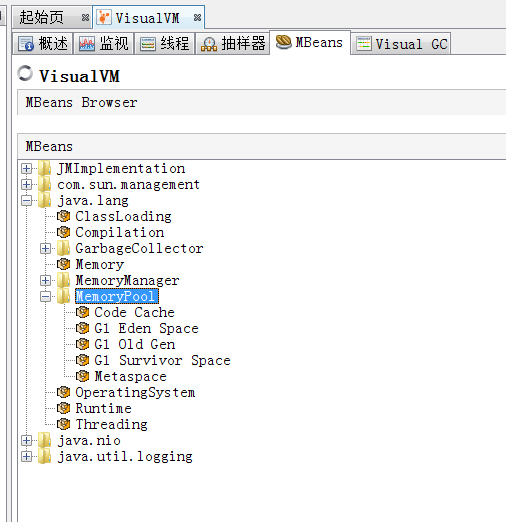 起始页 VisualVM
概述 监视 线程 抽样器 MBeans Visual GC
VisualVM
MBeans Browser
MBeans
JMImplementation
com.sun.management
java.lang
ClassLoading
Compilation
GarbageCollector
Memory
MemoryManager
MemoryPool
Code Cache
G1 Eden Space
G1 Old Gen
G1 Survivor Space
Metaspace
OperatingSystem
Runtime
Threading
java.nio
java.util.logging